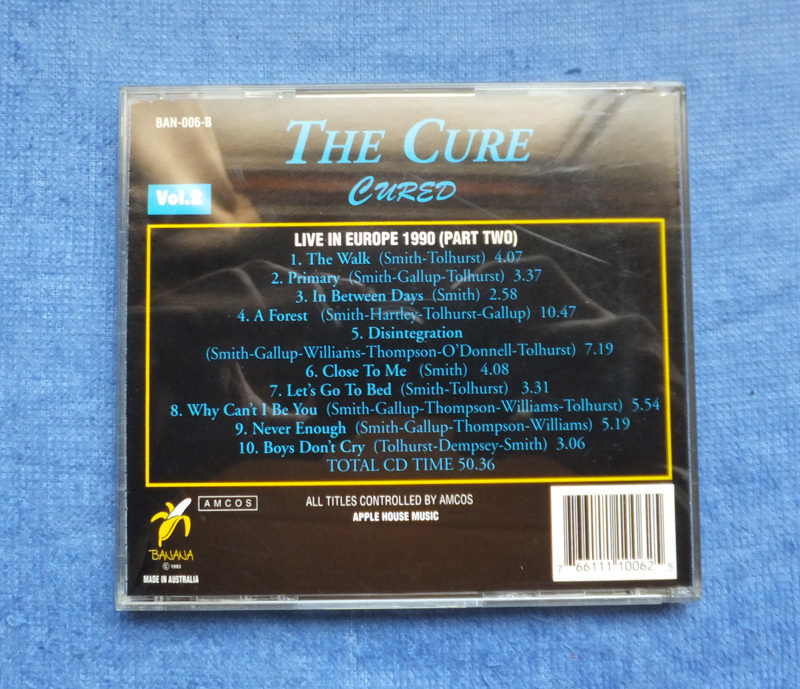 BAN-006-B
THE CURE
CURED
Vol.2
LIVE IN EUROPE 1990 (PART TWO)
1. The Walk (Smith-Tolhurst) 4.07
2. Primary (Smith-Gallup-Tolhurst) 3.37
3. In Between Days (Smith) 2.58
4. A Forest (Smith-Hartley-Tolhurst-Gallup) 10.47
5. Disintegration
(Smith-Gallup-Williams-Thompson-O'Donnell-Tolhurst) 7.19
6. Close To Me (Smith) 4.08
7. Let's Go To Bed (Smith-Tolhurst) 3.31
8. Why Can't I Be You (Smith-Gallup-Thompson-Williams-Tolhurst) 5.54
9. Never Enough (Smith-Gallup-Thompson-Williams) 5.19
10. Boys Don't Cry (Tolhurst-Dempsey-Smith) 3.06
TOTAL CD TIME 50.36
AMCOS
ALL TITLES CONTROLLED BY AMCOS
APPLE HOUSE MUSIC
BANANA
© 1993
MADE IN AUSTRALIA
7 66111 10062 5